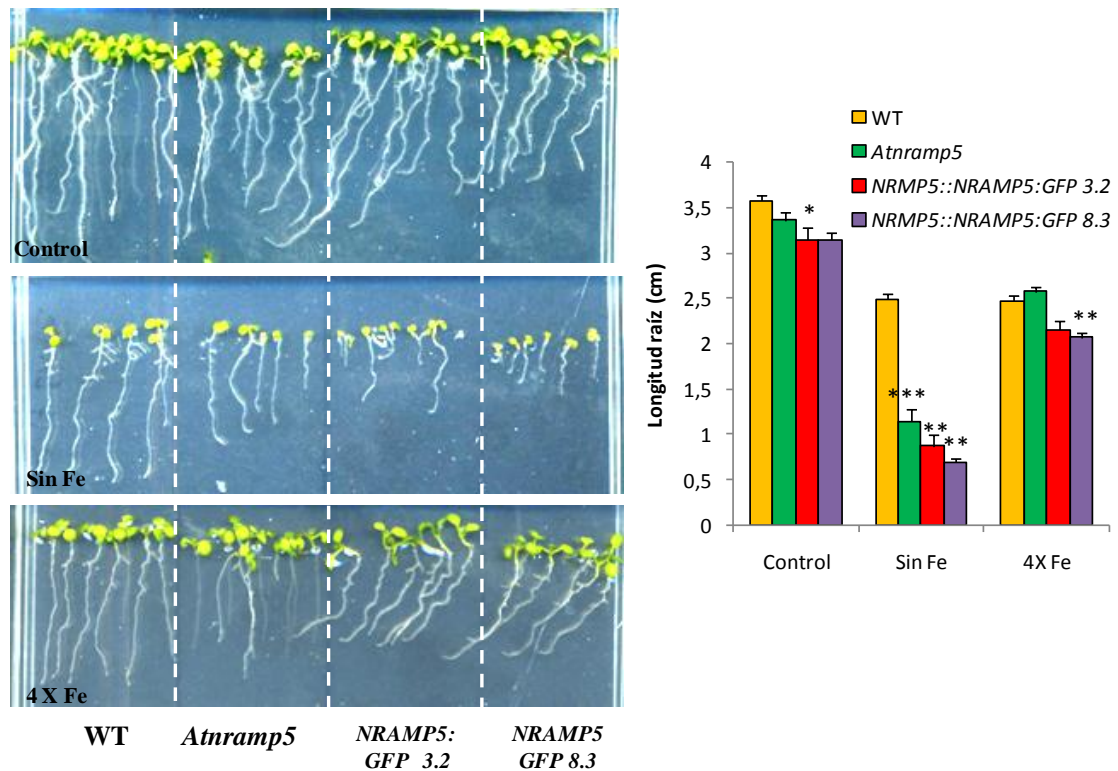 Control
Sin Fe
4 X Fe
WT
Atnramp5
NRAMP5:
GFP 3.2
NRAMP5
GFP 8.3
WT
Atnramp5
NRMP5::NRAMP5:GFP 3.2
NRMP5::NRAMP5:GFP 8.3
Longitud raíz (cm)
4
3,5
3
2,5
2
1,5
1
0,5
0
*
***
**
**
**
Control
Sin Fe
4X Fe